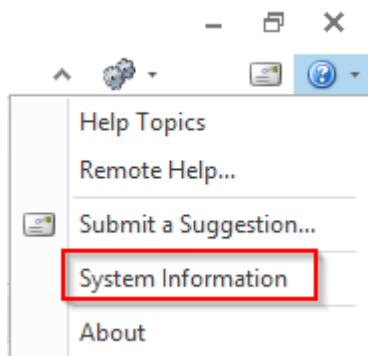 Help Topics
Remote Help...
Submit a Suggestion...
System Information
About